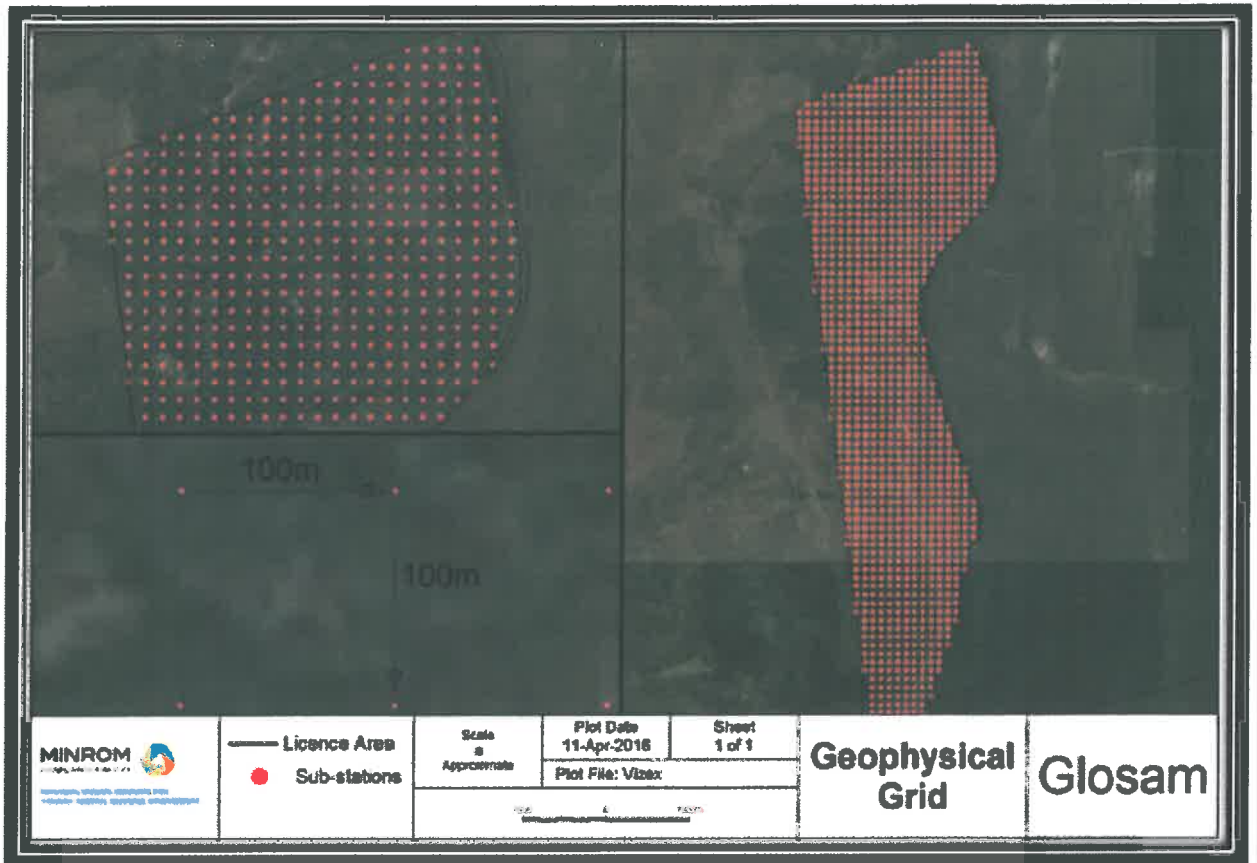 100m
100m
MINROM
Licence Area
Sub-stations
Scale
is
Approximate
Plot Date
11-Apr-2016
Sheet
1 of 1
Plot File: Vizex
Geophysical
Grid
Glosam